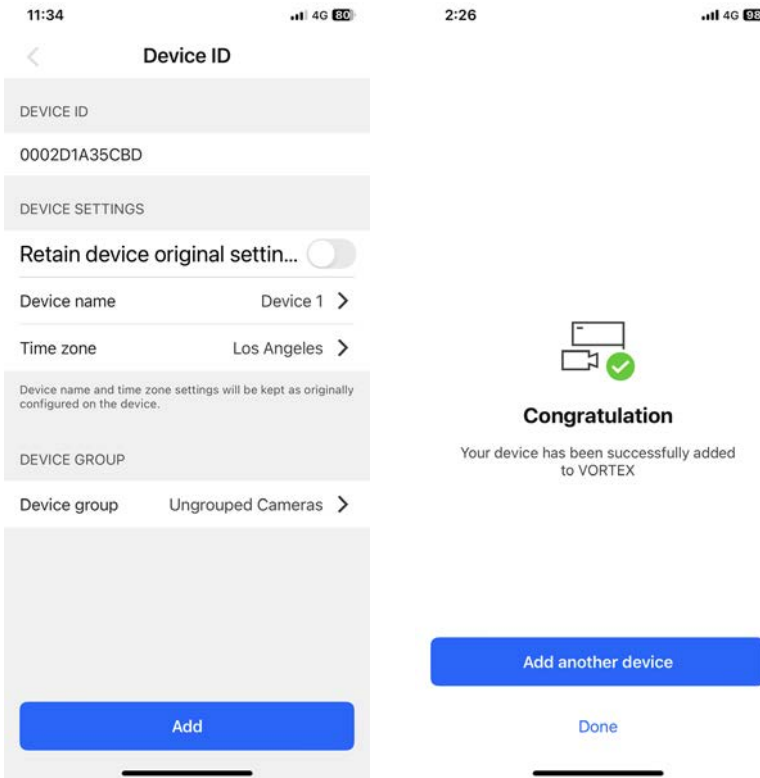 11:34
4G 80
Device ID
DEVICE ID
0002D1A35CBD
DEVICE SETTINGS
Retain device original settin...
Device name Device 1
Time zone Los Angeles
Device name and time zone settings will be kept as originally
configured on the device.
DEVICE GROUP
Device group Ungrouped Cameras
Add
2:26
4G 98
Congratulation
Your device has been successfully added
to VORTEX
Add another device
Done